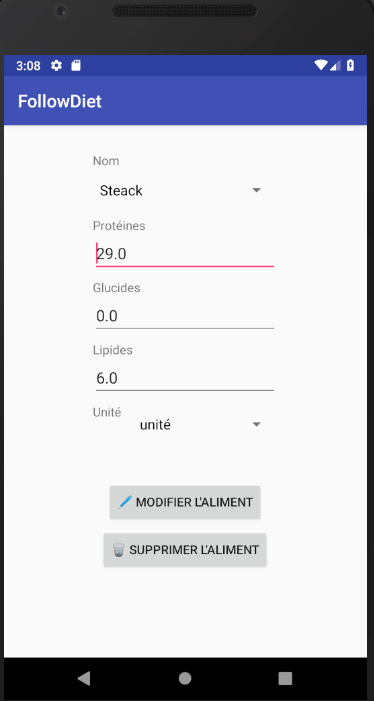 3:08
FollowDiet
Nom
Steack
Protéines
29.0
Glucides
0.0
Lipides
6.0
Unité
unité
MODIFIER L'ALIMENT
SUPPRIMER L'ALIMENT